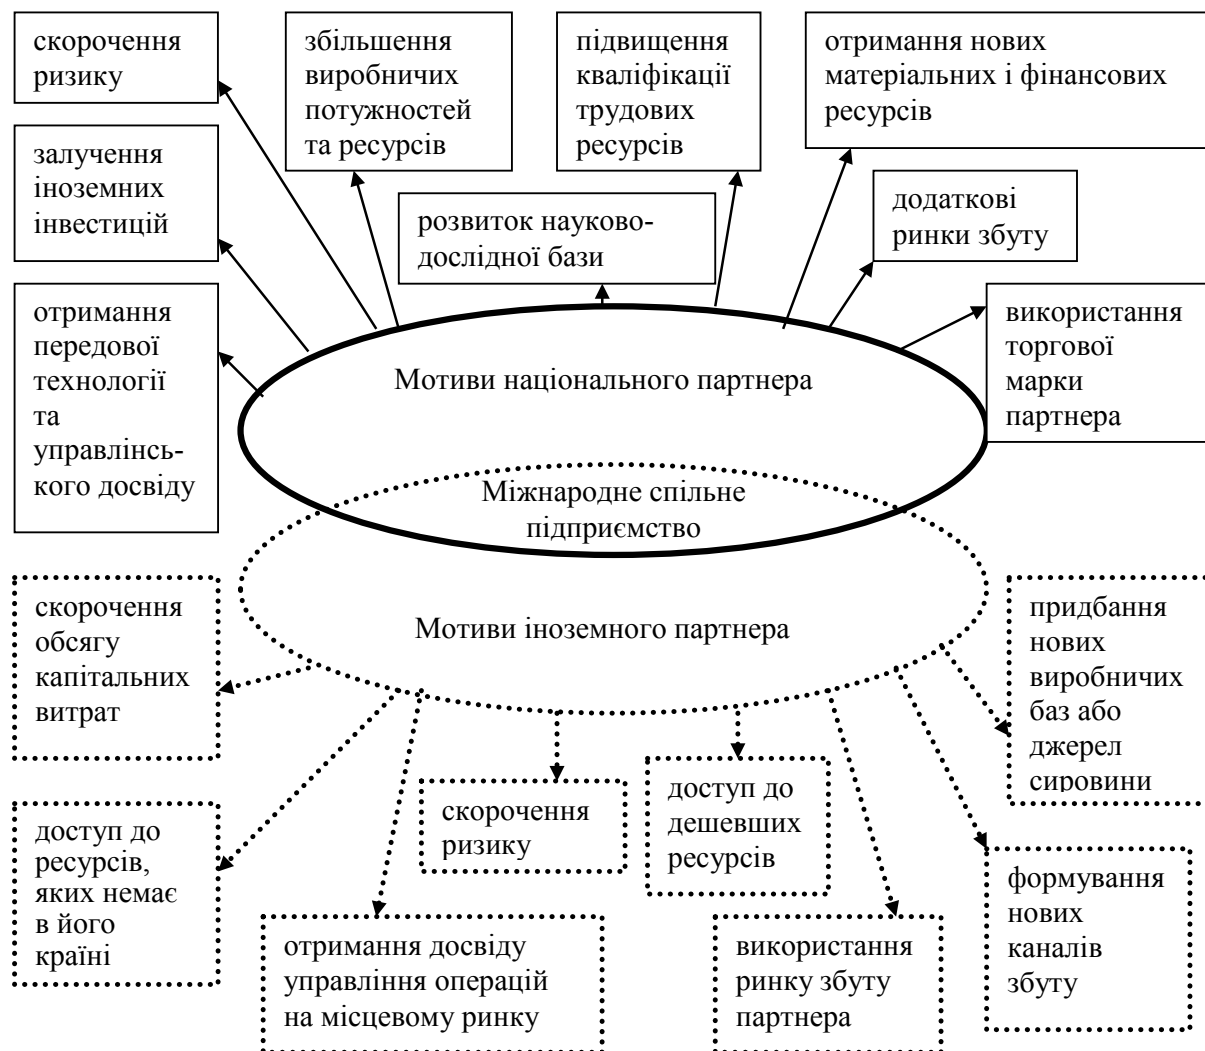 скорочення
ризику
збільшення
виробничих
потужностей
та ресурсів
підвищення
кваліфікації
трудових
ресурсів
отримання нових
матеріальних і фінансових
ресурсів
залучення
іноземних
інвестицій
розвиток науково-
дослідної бази
додаткові
ринки збуту
отримання
передової
технології
та
управлінсь-
кого досвіду
використання
торгової
марки
партнера
Мотиви національного партнера
Міжнародне спільне
підприємство
Мотиви іноземного партнера
скорочення
обсягу
капітальних
витрат
придбання
нових
виробничих
баз або
джерел
сировини
доступ до
ресурсів,
яких немає
в його
країні
скорочення
ризику
доступ до
дешевших
ресурсів
формування
нових
каналів
збуту
отримання досвіду
управління операцій
на місцевому ринку
використання
ринку збуту
партнера